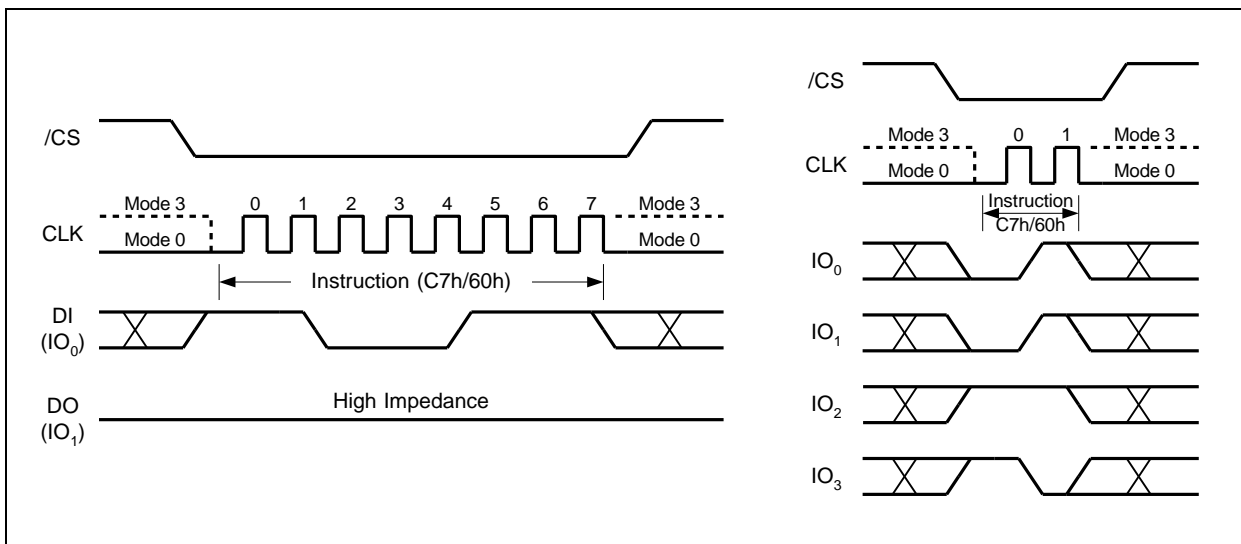 /CS
Mode 3 0 1 2 3 4 5 6 7 Mode 3
CLK
Mode 0 Mode 0
Instruction (C7h/60h)
DI
(IO0)
High Impedance
DO
(IO1)
/CS
Mode 3 0 1 Mode 3
CLK
Mode 0 Mode 0
Instruction
C7h/60h
IO0
IO1
IO2
IO3